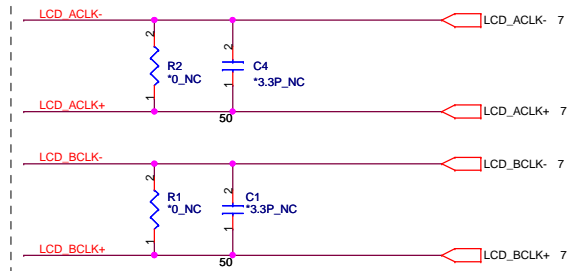 LCD_ACLK-
LCD_ACLK- 7
2
2
R2
*0_NC
C4
*3.3P_NC
1
1
LCD_ACLK+
50
LCD_ACLK+ 7
LCD_BCLK-
LCD_BCLK- 7
2
2
R1
*0_NC
C1
*3.3P_NC
1
1
LCD_BCLK+
50
LCD_BCLK+ 7